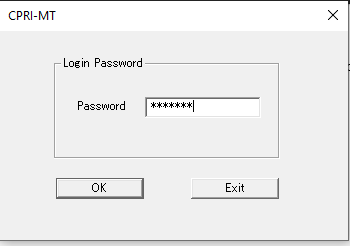 CPRI-MT
Login Password
Password *******
OK Exit